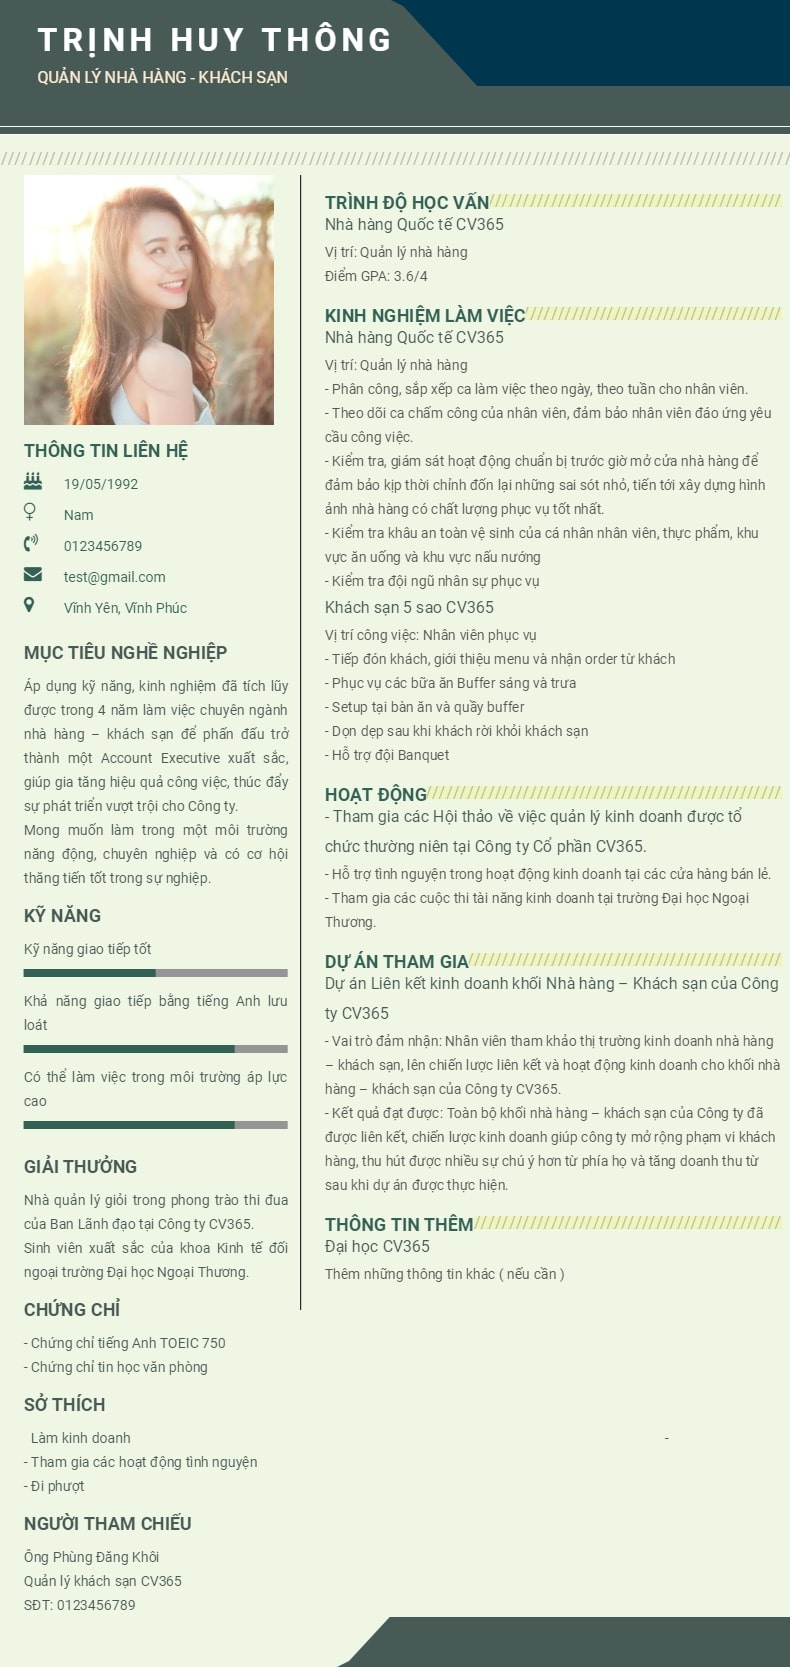 TRỊNH HUY THÔNG
QUẢN LÝ NHÀ HÀNG - KHÁCH SẠN
THÔNG TIN LIÊN HỆ
19/05/1992
Nam
0123456789
test@gmail.com
Vĩnh Yên, Vĩnh Phúc
MỤC TIÊU NGHỀ NGHIỆP
Áp dụng kỹ năng, kinh nghiệm đã tích lũy
được trong 4 năm làm việc chuyên ngành
nhà hàng – khách sạn để phấn đấu trở
thành một Account Executive xuất sắc,
giúp gia tăng hiệu quả công việc, thúc đẩy
sự phát triển vượt trội cho Công ty.
Mong muốn làm trong một môi trường
năng động, chuyên nghiệp và có cơ hội
thăng tiến tốt trong sự nghiệp.
KỸ NĂNG
Kỹ năng giao tiếp tốt
Khả năng giao tiếp bằng tiếng Anh lưu
loát
Có thể làm việc trong môi trường áp lực
cao
GIẢI THƯỞNG
Nhà quản lý giỏi trong phong trào thi đua
của Ban Lãnh đạo tại Công ty CV365.
Sinh viên xuất sắc của khoa Kinh tế đối
ngoại trường Đại học Ngoại Thương.
CHỨNG CHỈ
- Chứng chỉ tiếng Anh TOEIC 750
- Chứng chỉ tin học văn phòng
SỞ THÍCH
Làm kinh doanh -
- Tham gia các hoạt động tình nguyện
- Đi phượt
NGƯỜI THAM CHIẾU
Ông Phùng Đăng Khôi
Quản lý khách sạn CV365
SĐT: 0123456789
TRÌNH ĐỘ HỌC VẤN
Nhà hàng Quốc tế CV365
Vị trí: Quản lý nhà hàng
Điểm GPA: 3.6/4
KINH NGHIỆM LÀM VIỆC
Nhà hàng Quốc tế CV365
Vị trí: Quản lý nhà hàng
- Phân công, sắp xếp ca làm việc theo ngày, theo tuần cho nhân viên.
- Theo dõi ca chấm công của nhân viên, đảm bảo nhân viên đáo ứng yêu
cầu công việc.
- Kiểm tra, giám sát hoạt động chuẩn bị trước giờ mở cửa nhà hàng để
đảm bảo kịp thời chỉnh đốn lại những sai sót nhỏ, tiến tới xây dựng hình
ảnh nhà hàng có chất lượng phục vụ tốt nhất.
- Kiểm tra khâu an toàn vệ sinh của cá nhân nhân viên, thực phẩm, khu
vực ăn uống và khu vực nấu nướng
- Kiểm tra đội ngũ nhân sự phục vụ
Khách sạn 5 sao CV365
Vị trí công việc: Nhân viên phục vụ
- Tiếp đón khách, giới thiệu menu và nhận order từ khách
- Phục vụ các bữa ăn Buffer sáng và trưa
- Setup tại bàn ăn và quầy buffer
- Dọn dẹp sau khi khách rời khỏi khách sạn
- Hỗ trợ đội Banquet
HOẠT ĐỘNG
- Tham gia các Hội thảo về việc quản lý kinh doanh được tổ
chức thường niên tại Công ty Cổ phần CV365.
- Hỗ trợ tình nguyện trong hoạt động kinh doanh tại các cửa hàng bán lẻ.
- Tham gia các cuộc thi tài năng kinh doanh tại trường Đại học Ngoại
Thương.
DỰ ÁN THAM GIA
Dự án Liên kết kinh doanh khối Nhà hàng – Khách sạn của Công
ty CV365
- Vai trò đảm nhận: Nhân viên tham khảo thị trường kinh doanh nhà hàng
– khách sạn, lên chiến lược liên kết và hoạt động kinh doanh cho khối nhà
hàng – khách sạn của Công ty CV365.
- Kết quả đạt được: Toàn bộ khối nhà hàng – khách sạn của Công ty đã
được liên kết, chiến lược kinh doanh giúp công ty mở rộng phạm vi khách
hàng, thu hút được nhiều sự chú ý hơn từ phía họ và tăng doanh thu từ
sau khi dự án được thực hiện.
THÔNG TIN THÊM
Đại học CV365
Thêm những thông tin khác ( nếu cần )